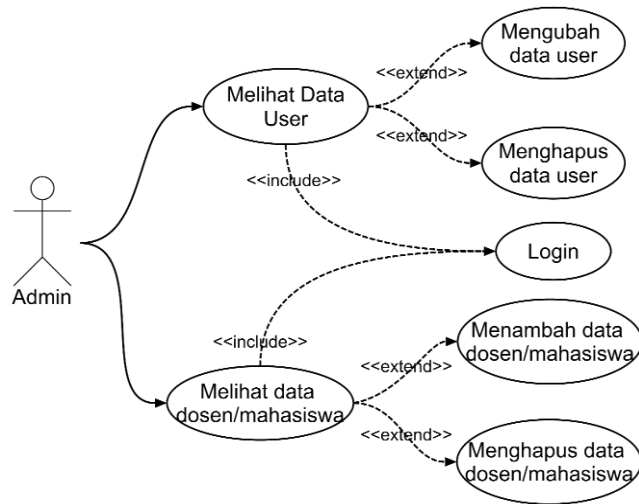 Mengubah
data user
<<extend>>
Melihat Data
User
<<extend>>
Menghapus
data user
<<include>>
Login
Admin
<<include>>
Menambah data
dosen/mahasiswa
<<extend>>
Melihat data
dosen/mahasiswa
<<extend>>
Menghapus data
dosen/mahasiswa